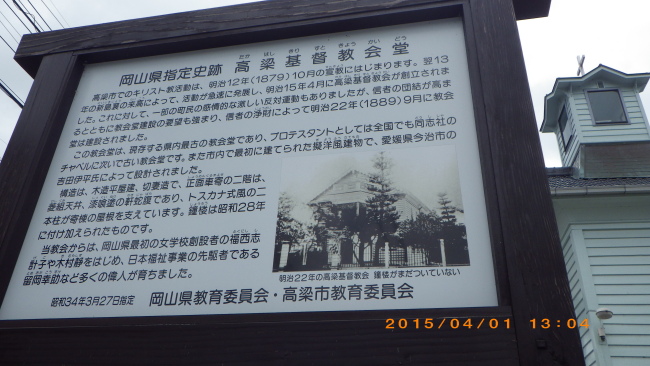 岡山県指定史跡 高梁基督教会堂
たか はし きり すと きょう かい どう
高梁市でのキリスト教活動は、明治12年(1879)10月の宣教にはじまります。翌13
年の新島襄の来高によって、活動が急速に発展し、明治15年4月に高梁基督教会が創立されま
した。これに対して、一部の町民の感情的な激しい反対運動もありましたが、信者の団結が高ま
るとともに教会堂建設の要望も強まり、信者の浄財によって明治22年(1889)9月に教会
堂は建設されました。
この教会堂は、現存する県内最古の教会堂であり、プロテスタントとしては全国でも同志社の
チャペルに次いで古い教会堂です。また市内で最初に建てられた擬洋風建物で、愛媛県今治市の
吉田伊平氏によって設計されました。
構造は、木造平屋建、切妻造で、正面車寄の二階は、
菱組天井、漆喰塗の軒蛇腹であり、トスカナ式風の二
本柱が寄棟の屋根を支えています。鐘楼は昭和28年
に付け加えられたものです。
当教会からは、岡山県最初の女学校創設者の福西志
計子や木村静をはじめ、日本福祉事業の先駆者である
留岡幸助など多くの偉人が育ちました。
明治22年の高梁基督教会 鐘楼がまだついていない
昭和34年3月27日指定 岡山県教育委員会・高梁市教育委員会
2015/04/01 13:04